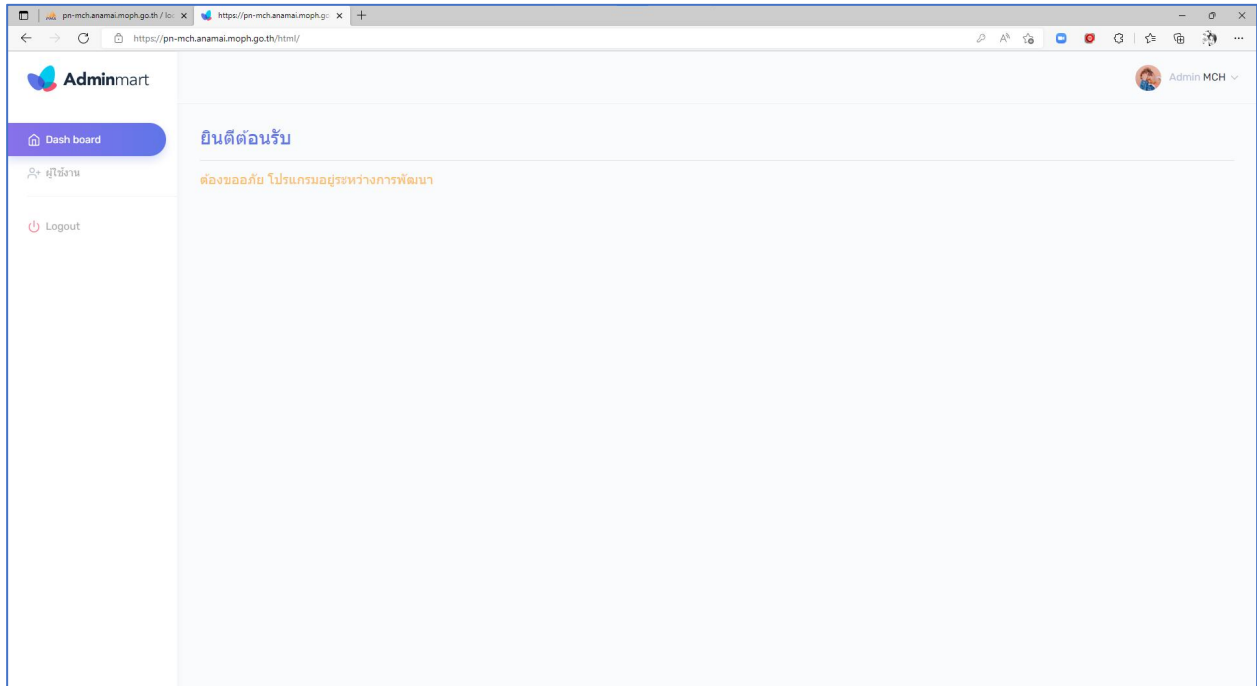 pn-mch.anamai.moph.go.th / lo
https://pn-mch.anamai.moph.go
https://pn-mch.anamai.moph.go.th/html/
Adminmart
Admin MCH
Dash board
ยินดีต้อนรับ
ผู้ใช้งาน
ต้องขออภัย โปรแกรมอยู่ระหว่างการพัฒนา
Logout